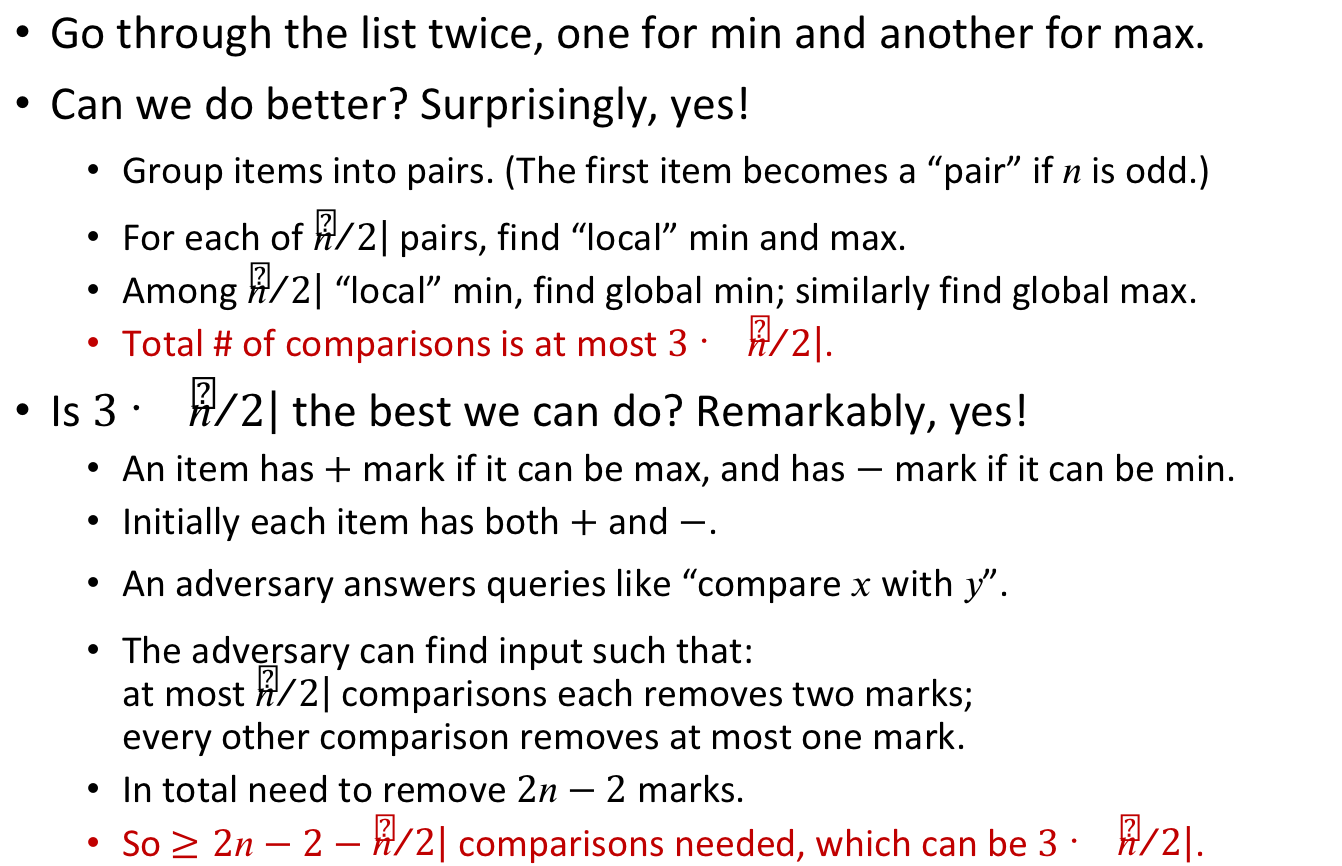 • Go through the list twice, one for min and another for max.
• Can we do better? Surprisingly, yes!
• Group items into pairs. (The first item becomes a “pair” if n is odd.)
• For each of n/2| pairs, find “local” min and max.
• Among n/2| “local” min, find global min; similarly find global max.
• Total # of comparisons is at most 3 · n/2|.
• Is 3 · n/2| the best we can do? Remarkably, yes!
• An item has + mark if it can be max, and has − mark if it can be min.
• Initially each item has both + and −.
• An adversary answers queries like “compare x with y”.
• The adversary can find input such that:
at most n/2| comparisons each removes two marks;
every other comparison removes at most one mark.
• In total need to remove 2n − 2 marks.
• So ≥ 2n − 2 − n/2| comparisons needed, which can be 3 · n/2|.